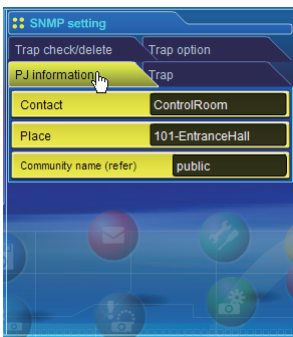 SNMP setting
Trap check/delete Trap option
PJ information Trap
Contact ControlRoom
Place 101-EntranceHall
Community name (refer) public